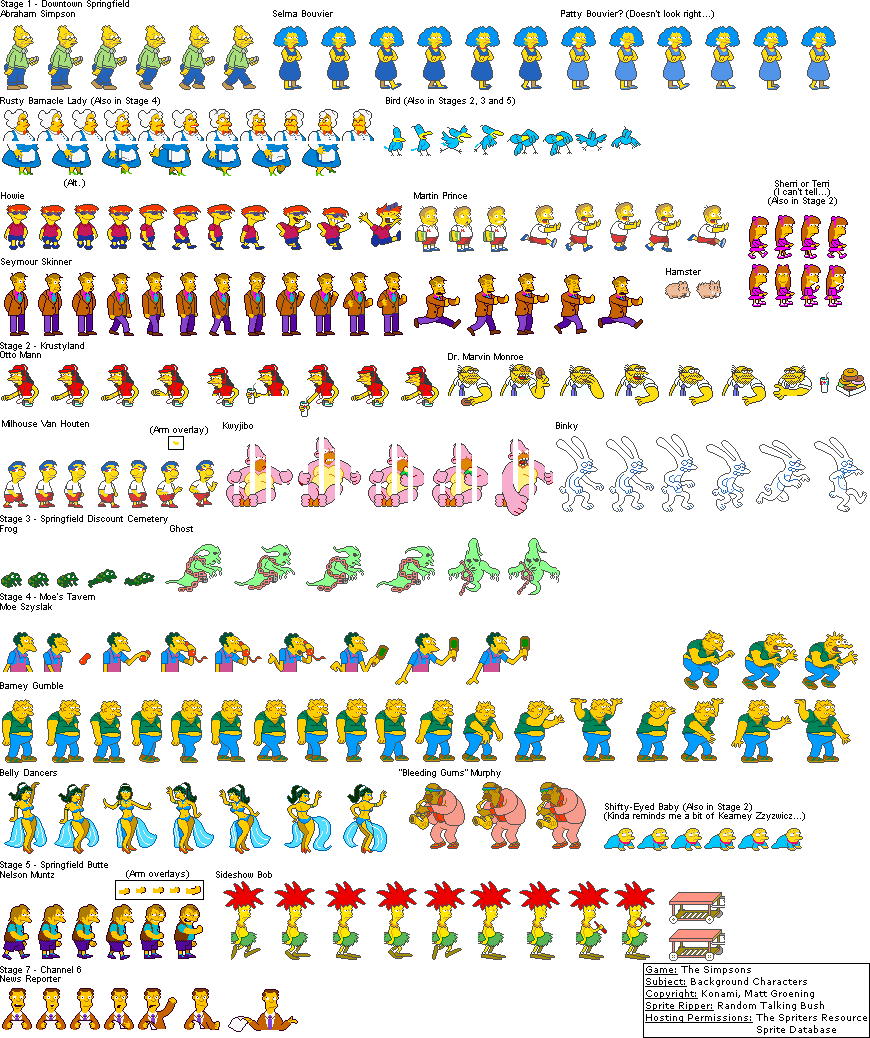 Stage 1 - Downtown Springfield
Abraham Simpson
Selma Bouvier
Patty Bouvier? (Doesn't look right...)
Rusty Barnacle Lady (Also in Stage 4)
Bird (Also in Stages 2, 3 and 5)
(Alt.)
Howie
Martin Prince
Sherri or Terri
(I can't tell...)
(Also in Stage 2)
Seymour Skinner
Hamster
Stage 2 - Krustyland
Otto Mann
Dr. Marvin Monroe
Milhouse Van Houten
(Arm overlay)
Kwyjibo
Binky
Stage 3 - Springfield Discount Cemetery
Frog
Ghost
Stage 4 - Moe's Tavern
Moe Szyslak
Barney Gumble
Belly Dancers
"Bleeding Gums" Murphy
Shifty-Eyed Baby (Also in Stage 2)
(Kinda reminds me a bit of Kearney Zzyzwicz...)
Stage 5 - Springfield Butte
Nelson Muntz
(Arm overlays)
Sideshow Bob
Stage 7 - Channel 6
News Reporter
Game: The Simpsons
Subject: Background Characters
Copyright: Konami, Matt Groening
Sprite Ripper: Random Talking Bush
Hosting Permissions: The Spriters Resource
Sprite Database